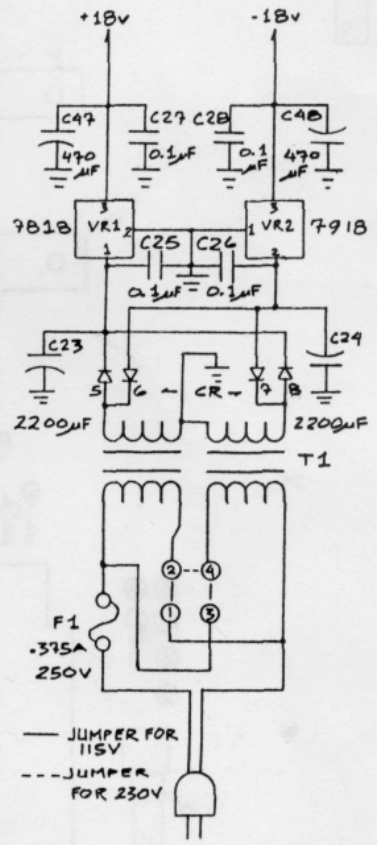 +18v -18v
C47 C27 C28 C48
470 µF 0.1µF 0.1 µF 470 µF
7818 3 VR1 2 1 3 1 VR2 2 7918
C25 C26
0.1µF 0.1µF
C23 C24
5 6 - CR - 7 8
2200µF 2200µF
T1
2 4
1 3
F1
.375A
250V
JUMPER FOR
115V
JUMPER
FOR 230V